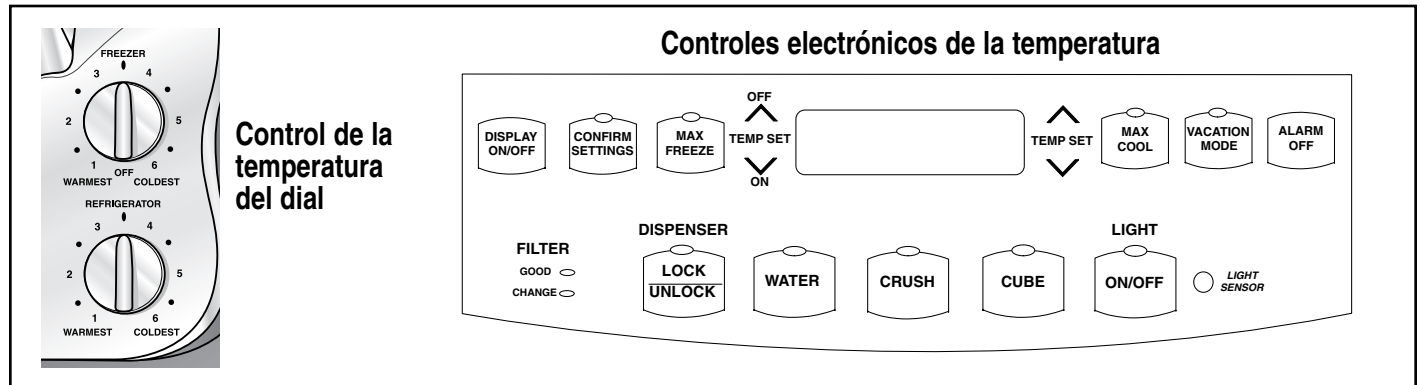 FREEZER
3 4
2 5
1 6
OFF
WARMEST COLDEST
REFRIGERATOR
3 4
2 5
1 6
WARMEST COLDEST
Control de la
temperatura
del dial
Controles electrónicos de la temperatura
DISPLAY
ON/OFF
CONFIRM
SETTINGS
MAX
FREEZE
OFF
TEMP SET
ON
TEMP SET
MAX
COOL
VACATION
MODE
ALARM
OFF
FILTER
GOOD
CHANGE
DISPENSER
LOCK
UNLOCK
WATER
CRUSH
CUBE
LIGHT
ON/OFF
LIGHT
SENSOR